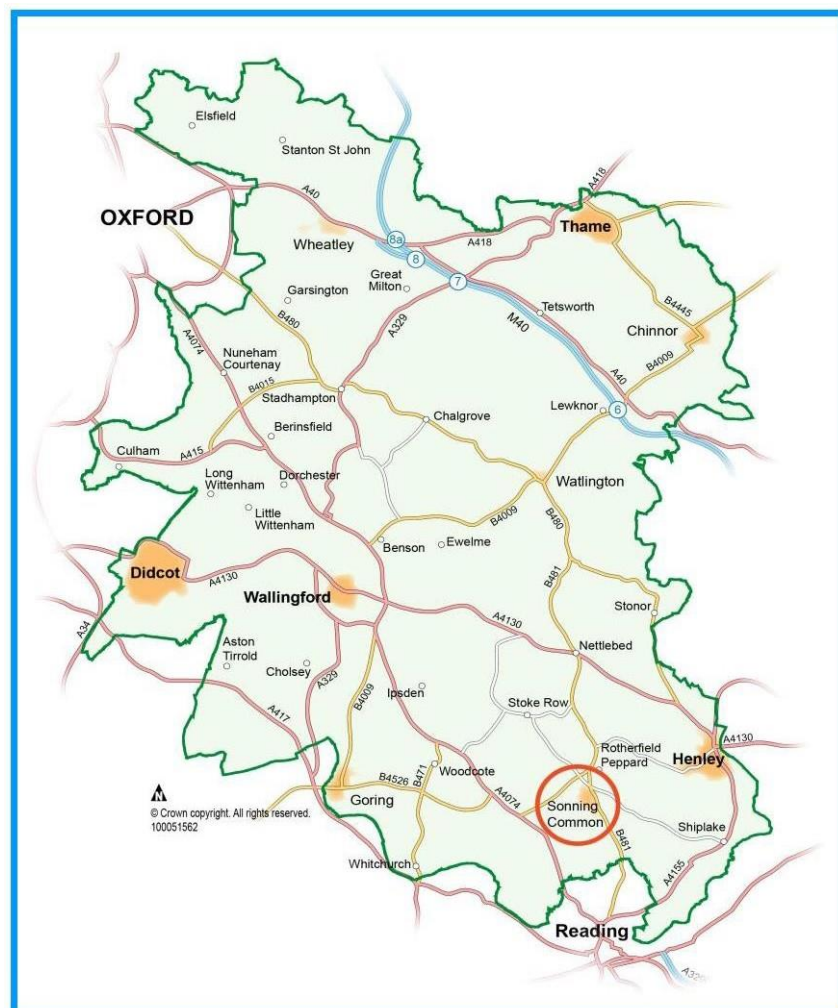 Elsfield
Stanton St John
A40
A418
OXFORD
Thame
Wheatley
8a
8
A418
7
Great
Milton
Garsington
Tetsworth
B4445
M40
A329
B480
Chinnor
A4074
Nuneham
Courtenay
B4009
A40
B4015
Stadhampton
Lewknor
6
Chalgrove
Berinsfield
Culham
A415
Long
Wittenham
Dorchester
Watlington
Little
Wittenham
B4009
B480
Benson
Ewelme
Didcot
A4130
Wallingford
B481
Stonor
A34
A4130
Nettlebed
Aston
Tirrold
Cholsey
A329
B4009
Ipsden
Stoke Row
A417
A4130
Rotherfield
Peppard
Henley
N
Woodcote
B4526
B471
Goring
A4074
Sonning
Common
© Crown copyright. All rights reserved.
100051562
Shiplake
B481
Whitchurch
A4155
Reading